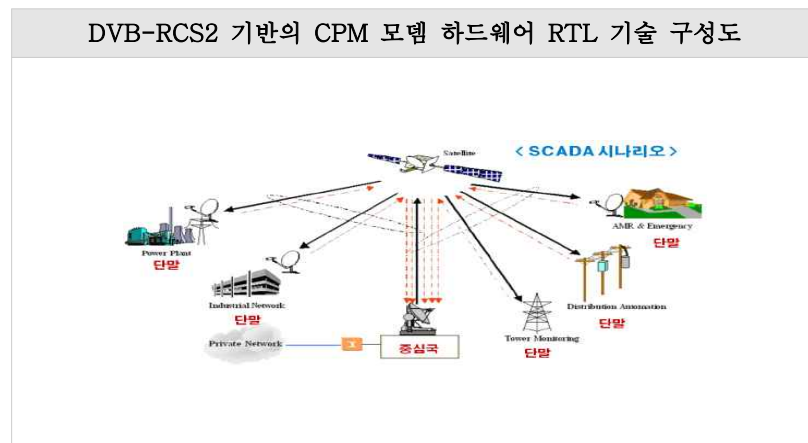 DVB-RCS2 기반의 CPM 모뎀 하드웨어 RTL 기술 구성도
Satellite
< SCADA 시나리오 >
AMR & Emergency
단말
Power Plant
단말
Industrial Network
단말
Distribution Automation
단말
Tower Monitoring
단말
Private Network
중심국